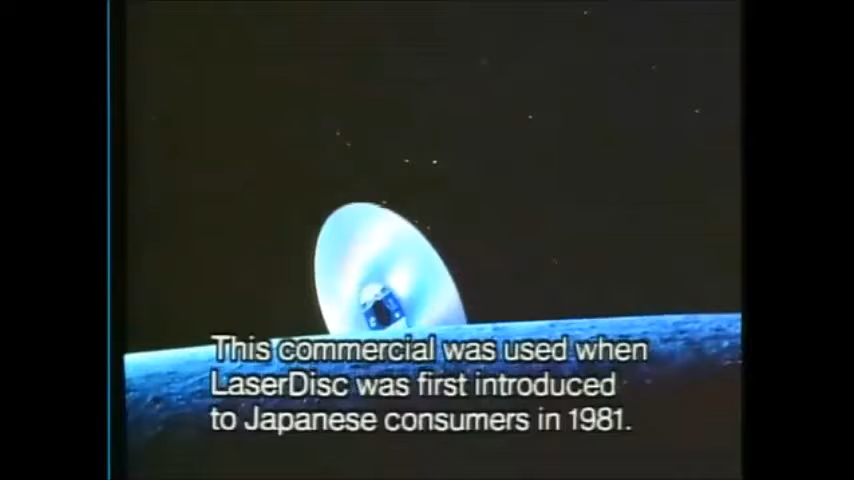 This commercial was used when
LaserDisc was first introduced
to Japanese consumers in 1981.